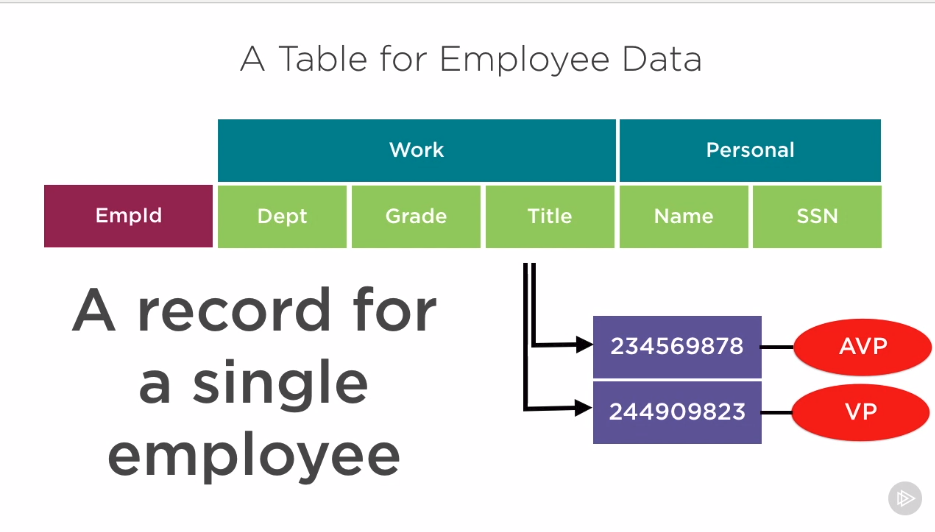 A Table for Employee Data
Work Personal
EmpId Dept Grade Title Name SSN
A record for
a single
employee
234569878 AVP
244909823 VP